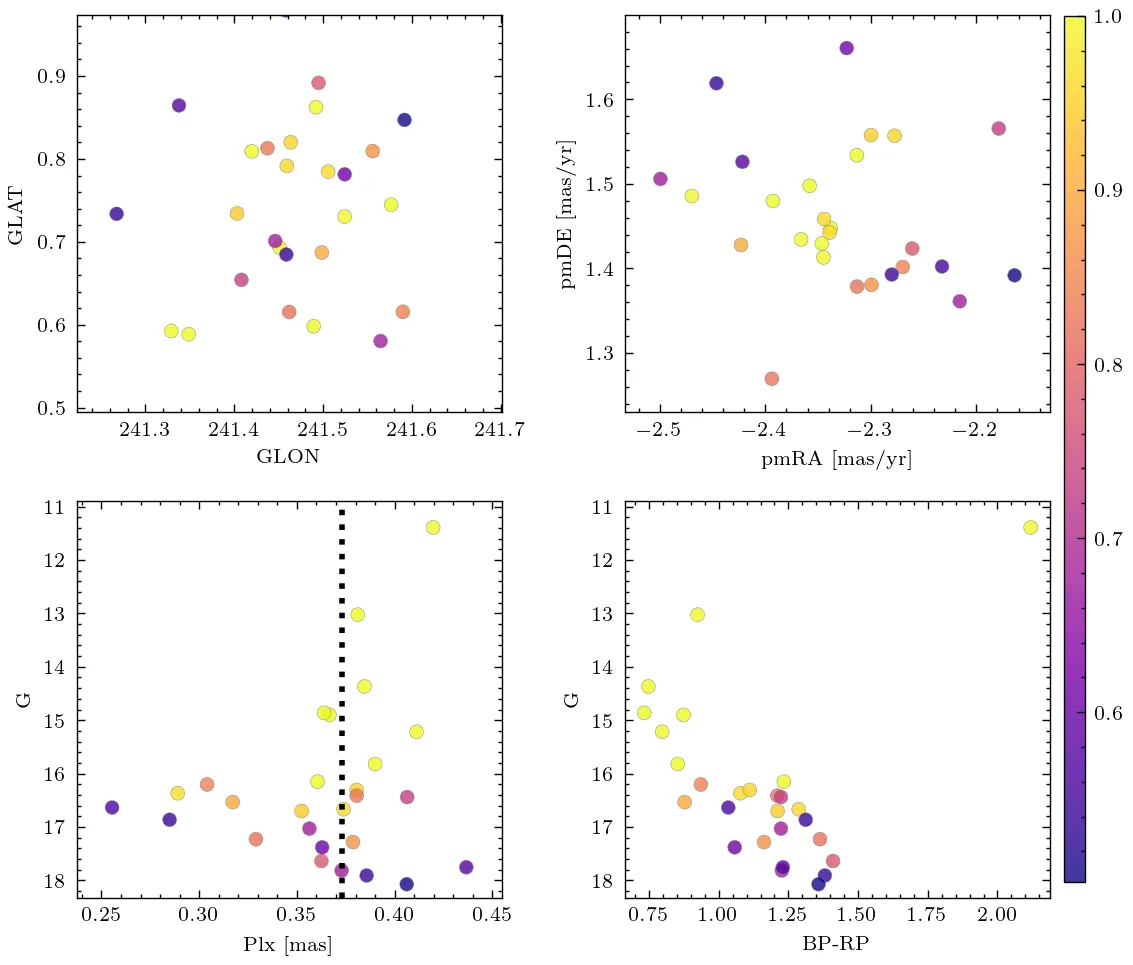 0.9
0.8
0.7
0.6
0.5
GLAT
241.3 241.4 241.5 241.6 241.7
GLON
1.6
1.5
1.4
1.3
pmDE [mas/yr]
−2.5 −2.4 −2.3 −2.2
pmRA [mas/yr]
1.0
0.9
0.8
0.7
0.6
11
12
13
14
15
16
17
18
G
0.25 0.30 0.35 0.40 0.45
Plx [mas]
11
12
13
14
15
16
17
18
G
0.75 1.00 1.25 1.50 1.75 2.00
BP-RP